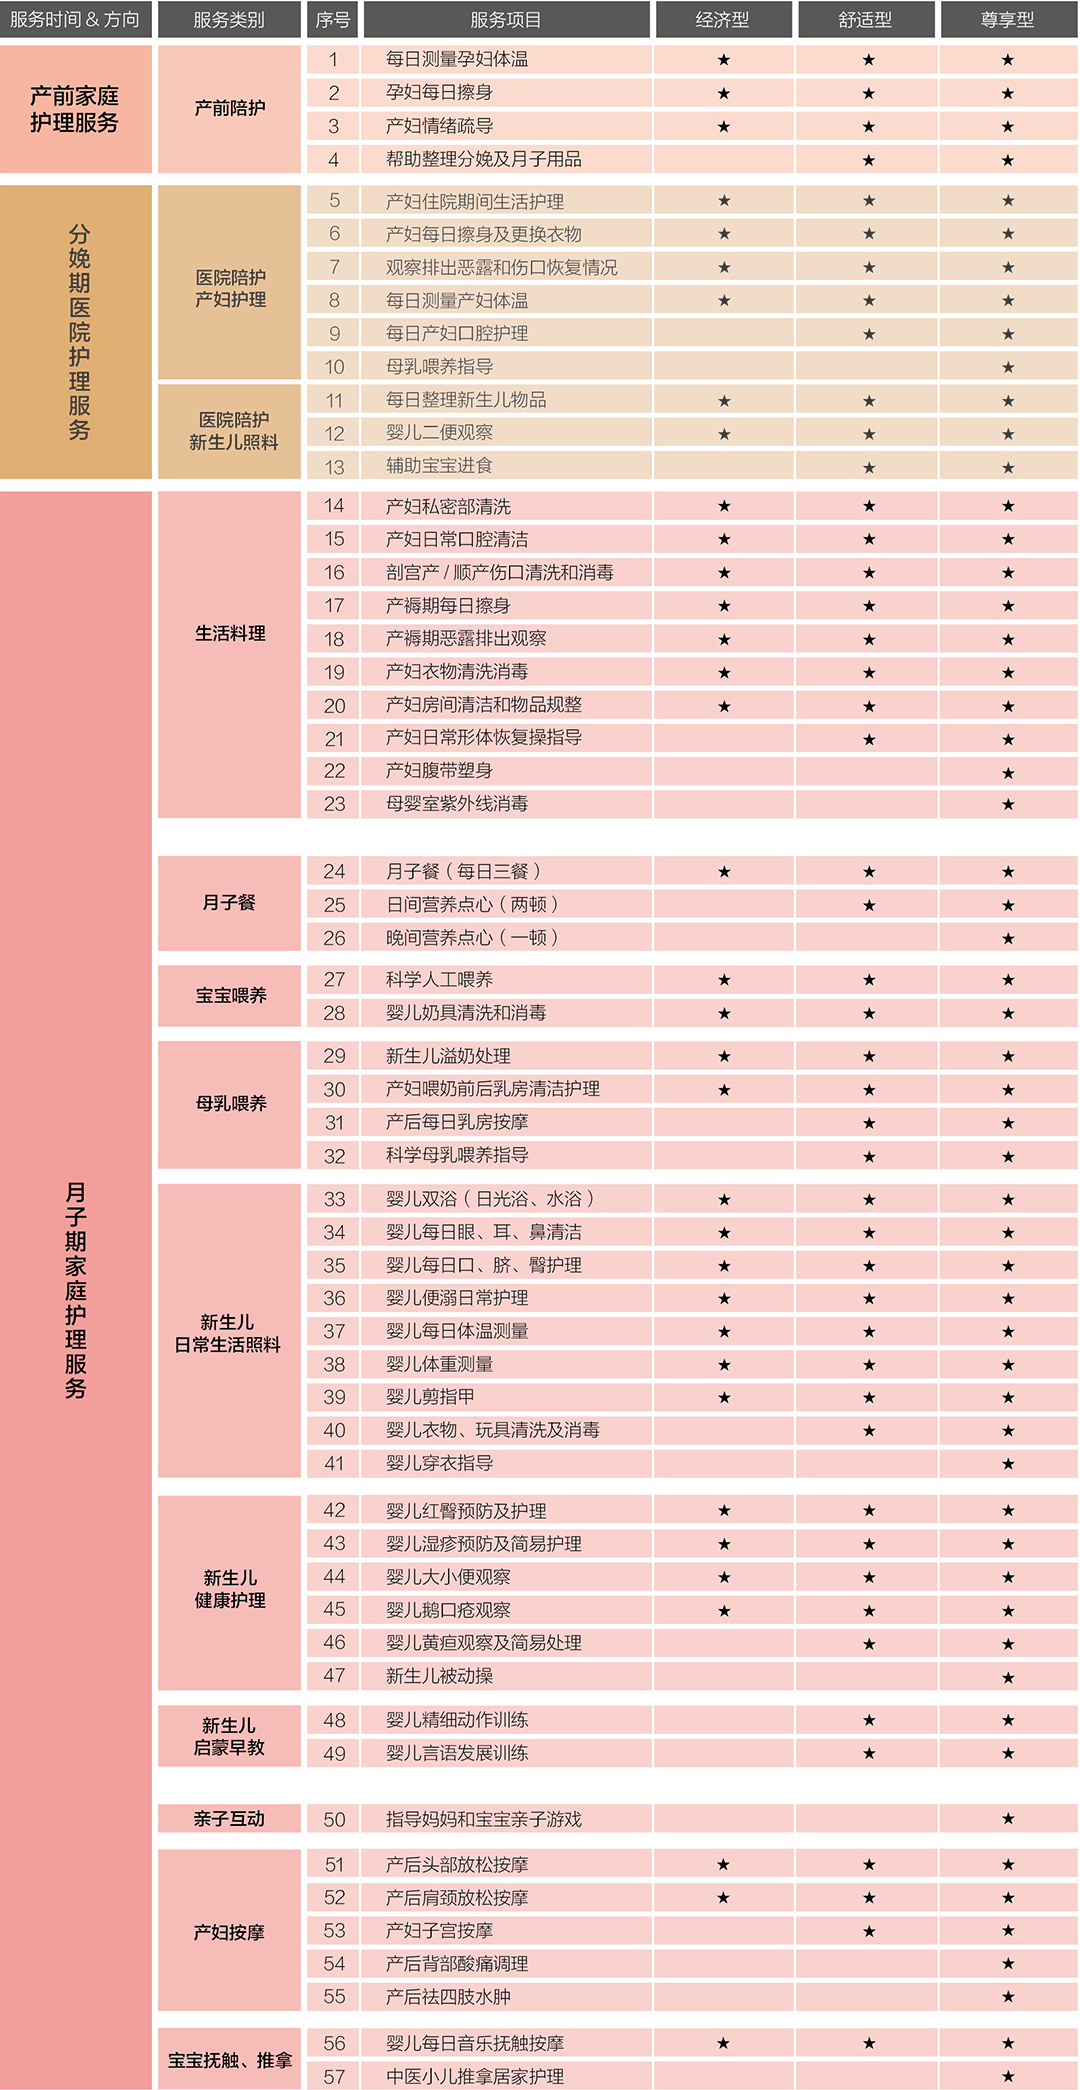 服务时间 & 方向 服务类别 序号 服务项目 经济型 舒适型 尊享型
产前家庭
护理服务
产前陪护
1 每日测量孕妇体温 ★ ★ ★
2 孕妇每日擦身 ★ ★ ★
3 产妇情绪疏导 ★ ★ ★
4 帮助整理分娩及月子用品 ★ ★
分娩期医院护理服务
医院陪护
产妇护理
5 产妇住院期间生活护理 ★ ★ ★
6 产妇每日擦身及更换衣物 ★ ★ ★
7 观察排出恶露和伤口恢复情况 ★ ★ ★
8 每日测量产妇体温 ★ ★ ★
9 每日产妇口腔护理 ★ ★
10 母乳喂养指导 ★
医院陪护
新生儿照料
11 每日整理新生儿物品 ★ ★ ★
12 婴儿二便观察 ★ ★ ★
13 辅助宝宝进食 ★ ★
月子期家庭护理服务
生活料理
14 产妇私密部清洗 ★ ★ ★
15 产妇日常口腔清洁 ★ ★ ★
16 剖宫产 / 顺产伤口清洗和消毒 ★ ★ ★
17 产褥期每日擦身 ★ ★ ★
18 产褥期恶露排出观察 ★ ★ ★
19 产妇衣物清洗消毒 ★ ★ ★
20 产妇房间清洁和物品规整 ★ ★ ★
21 产妇日常形体恢复操指导 ★ ★
22 产妇腹带塑身 ★
23 母婴室紫外线消毒 ★
月子餐
24 月子餐（每日三餐） ★ ★ ★
25 日间营养点心（两顿） ★ ★
26 晚间营养点心（一顿） ★
宝宝喂养
27 科学人工喂养 ★ ★ ★
28 婴儿奶具清洗和消毒 ★ ★ ★
母乳喂养
29 新生儿溢奶处理 ★ ★ ★
30 产妇喂奶前后乳房清洁护理 ★ ★ ★
31 产后每日乳房按摩 ★ ★
32 科学母乳喂养指导 ★ ★
新生儿
日常生活照料
33 婴儿双浴（日光浴、水浴） ★ ★ ★
34 婴儿每日眼、耳、鼻清洁 ★ ★ ★
35 婴儿每日口、脐、臀护理 ★ ★ ★
36 婴儿便溺日常护理 ★ ★ ★
37 婴儿每日体温测量 ★ ★ ★
38 婴儿体重测量 ★ ★ ★
39 婴儿剪指甲 ★ ★ ★
40 婴儿衣物、玩具清洗及消毒 ★ ★
41 婴儿穿衣指导 ★
新生儿
健康护理
42 婴儿红臀预防及护理 ★ ★ ★
43 婴儿湿疹预防及简易护理 ★ ★ ★
44 婴儿大小便观察 ★ ★ ★
45 婴儿鹅口疮观察 ★ ★ ★
46 婴儿黄疸观察及简易处理 ★ ★
47 新生儿被动操 ★
新生儿
启蒙早教
48 婴儿精细动作训练 ★ ★
49 婴儿言语发展训练 ★ ★
亲子互动
50 指导妈妈和宝宝亲子游戏 ★
产妇按摩
51 产后头部放松按摩 ★ ★ ★
52 产后肩颈放松按摩 ★ ★ ★
53 产妇子宫按摩 ★ ★
54 产后背部酸痛调理 ★
55 产后祛四肢水肿 ★
宝宝抚触、推拿
56 婴儿每日音乐抚触按摩 ★ ★ ★
57 中医小儿推拿居家护理 ★